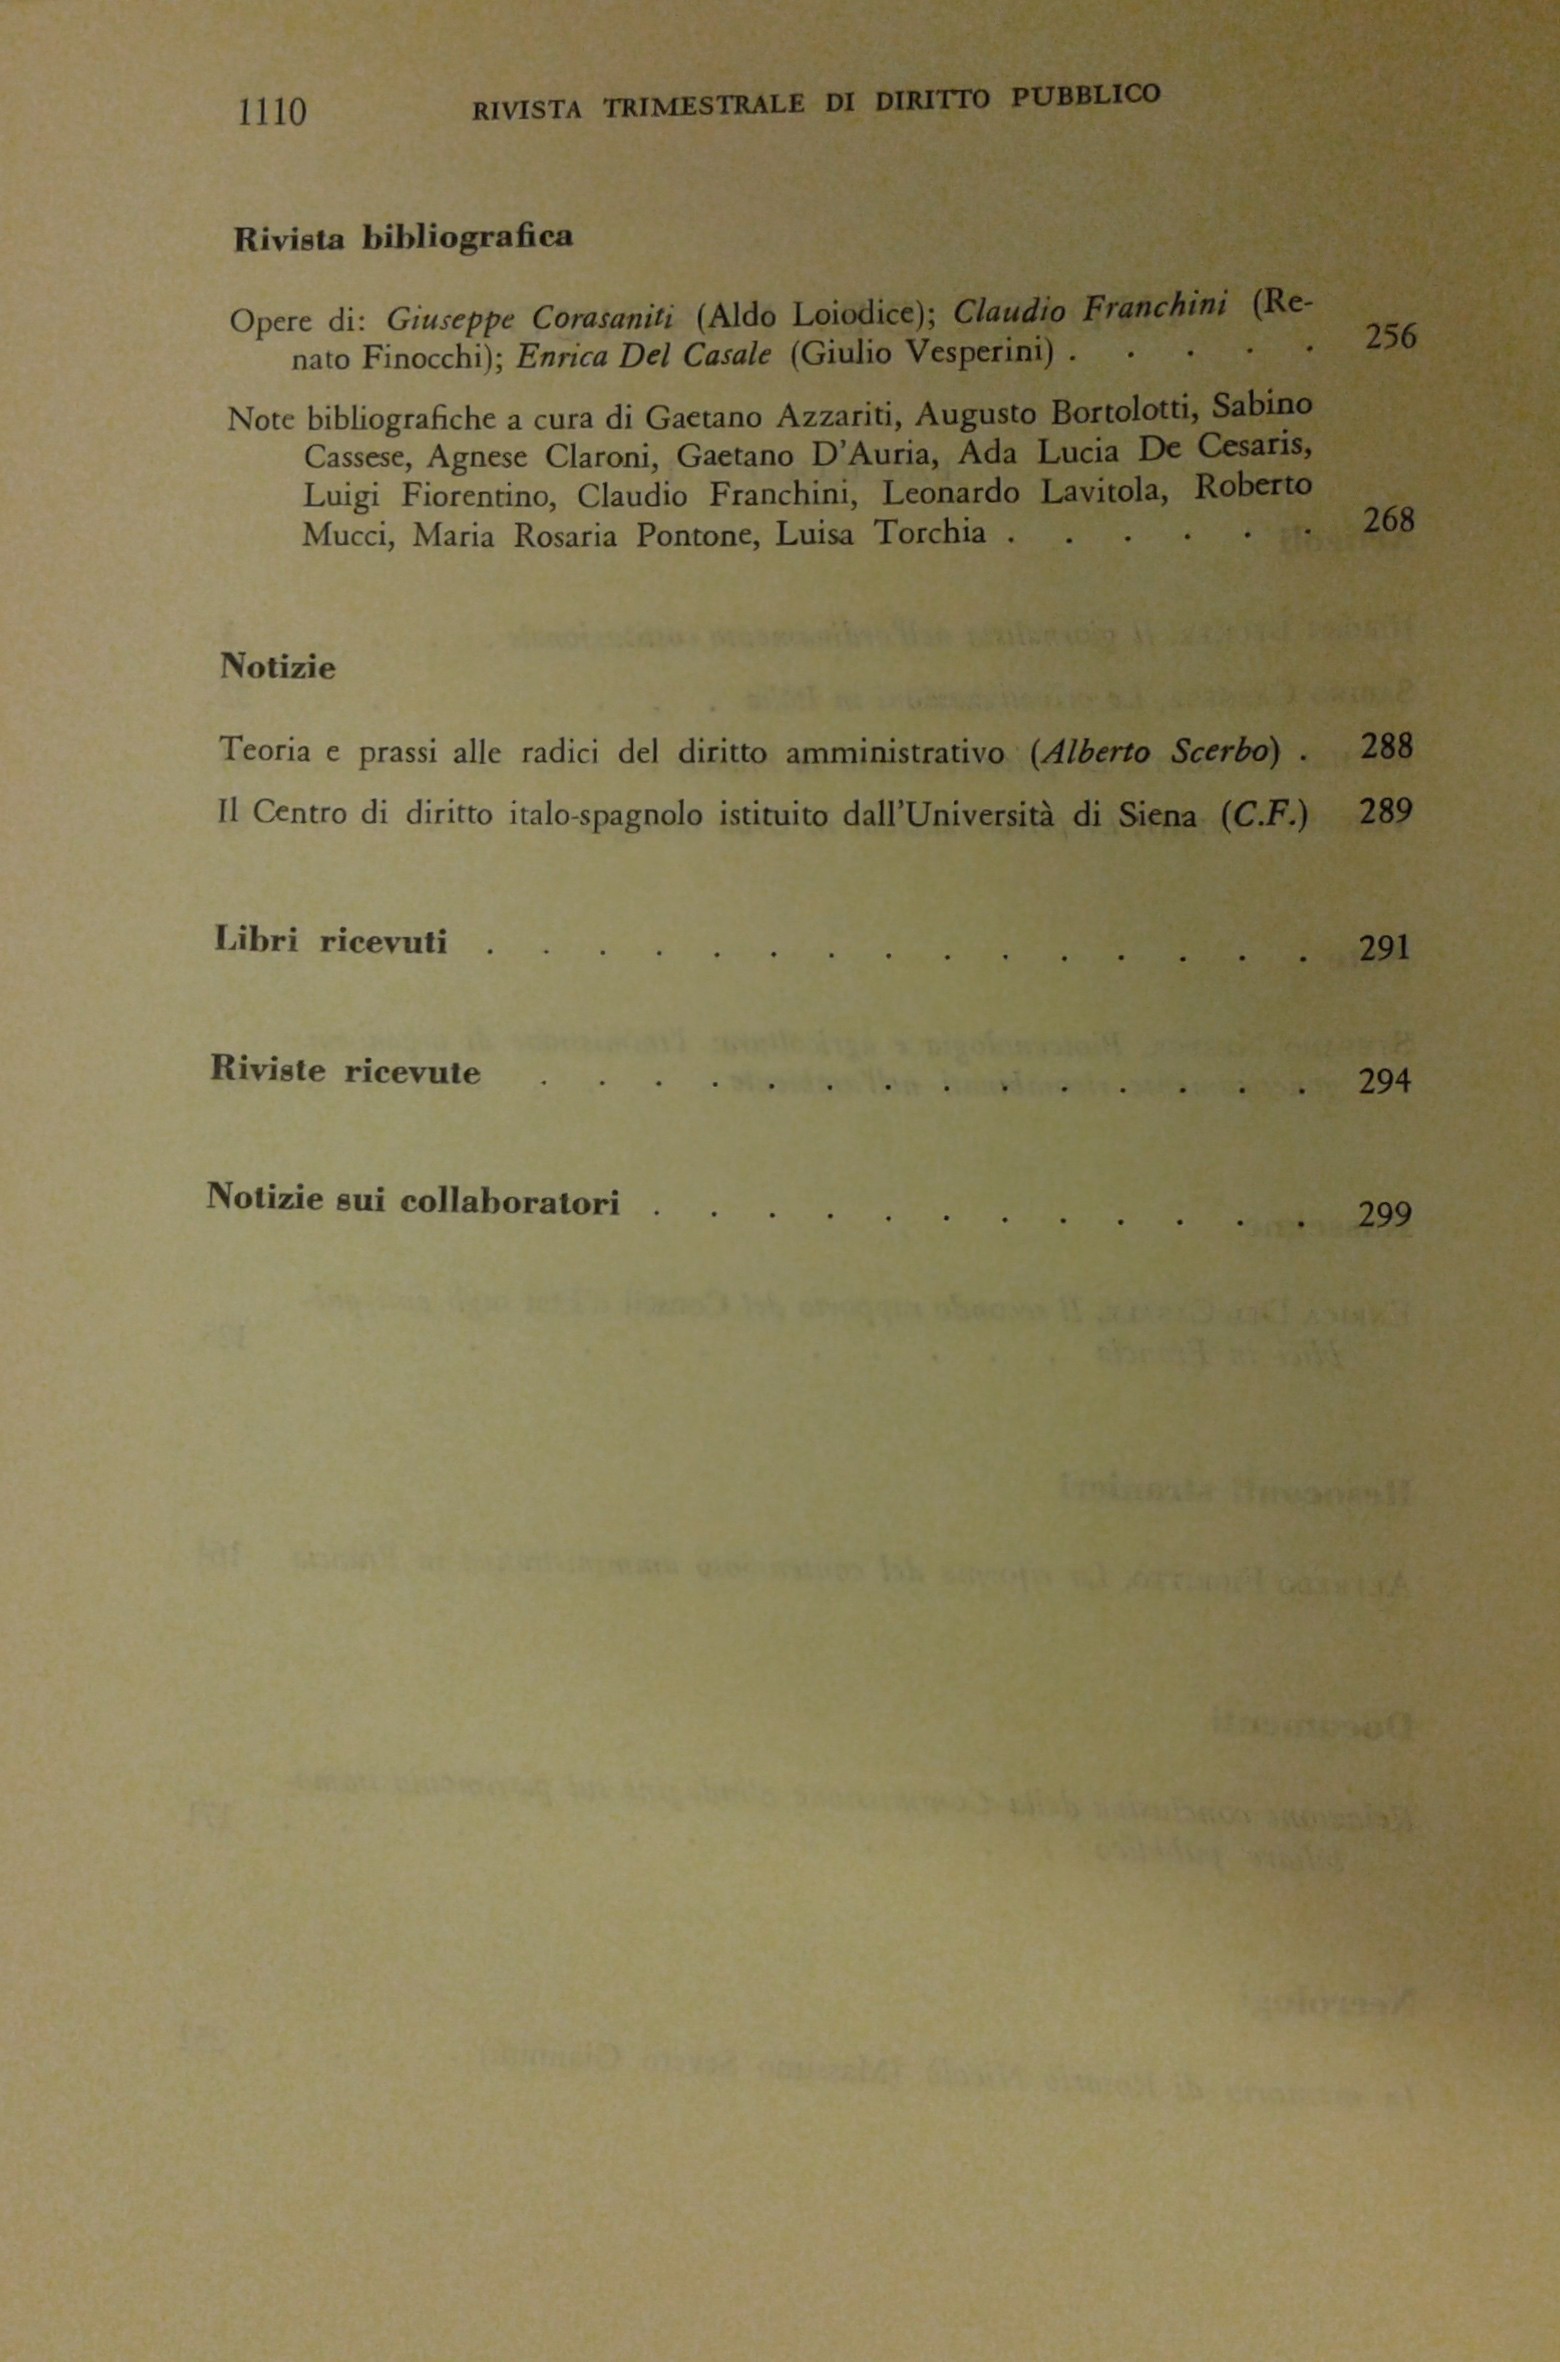 1110 RIVISTA TRIMESTRALE DI DIRITTO PUBBLICO
Rivista bibliografica
Opere di: Giuseppe Corasaniti (Aldo Loiodice); Claudio Franchini (Re-
nato Finocchi); Enrica Del Casale (Giulio Vesperini) . . . . . 256
Note bibliografiche a cura di Gaetano Azzariti, Augusto Bortolotti, Sabino
Cassese, Agnese Claroni, Gaetano D'Auria, Ada Lucia De Cesaris,
Luigi Fiorentino, Claudio Franchini, Leonardo Lavitola, Roberto
Mucci, Maria Rosaria Pontone, Luisa Torchia . . . . . . 268
Notizie
Teoria e prassi alle radici del diritto amministrativo (Alberto Scerbo) . 288
Il Centro di diritto italo-spagnolo istituito dall'Università di Siena (C.F.) 289
Libri ricevuti . . . . . . . . . . . . . . . 291
Riviste ricevute . . . . . . . . . . . . . . 294
Notizie sui collaboratori . . . . . . . . . . . . 299